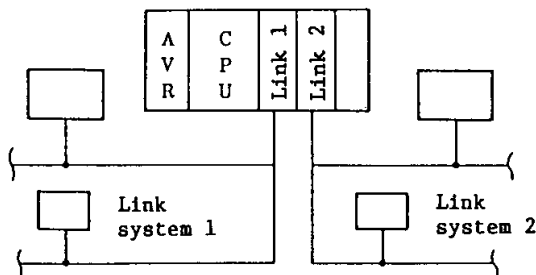 AVR
CPU
Link 1
Link 2
Link
system 1
Link
system 2